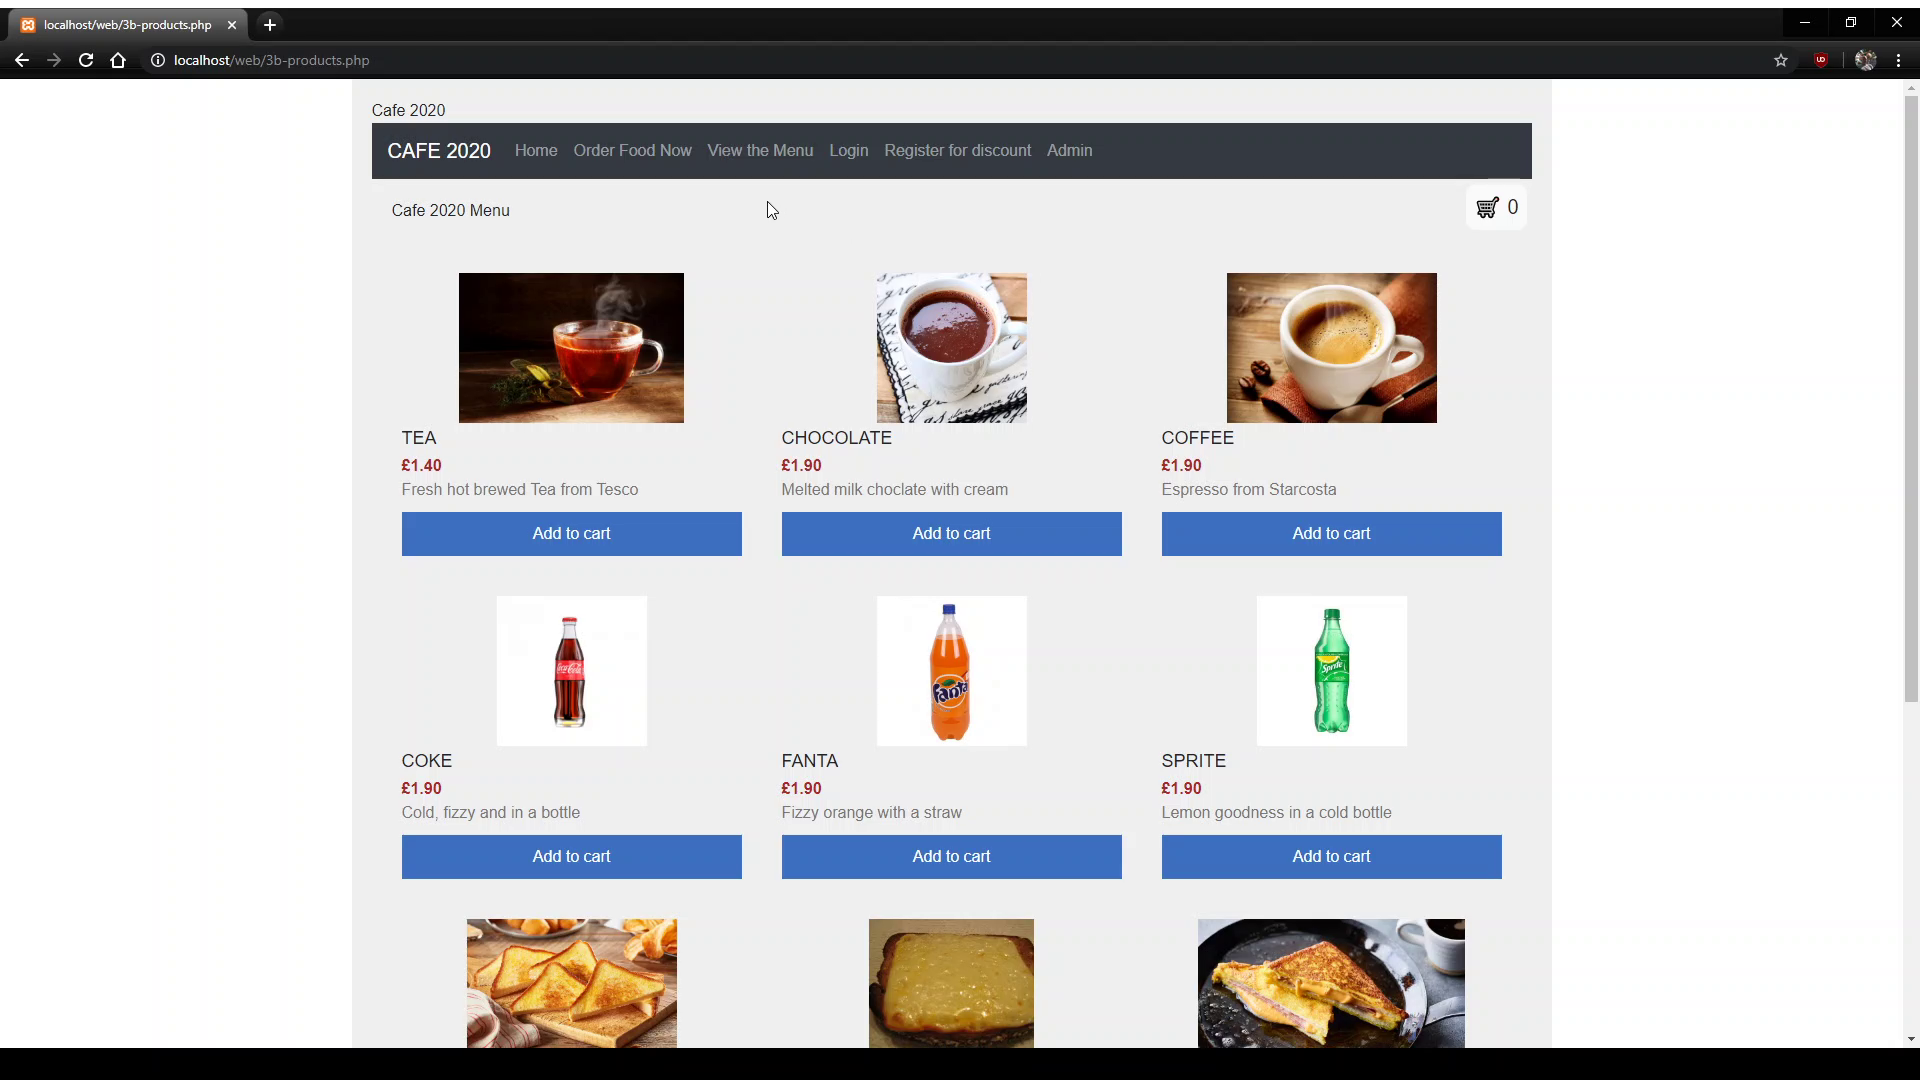 localhost/web/3b-products.php
localhost/web/3b-products.php
Cafe 2020
CAFE 2020 Home Order Food Now View the Menu Login Register for discount Admin
Cafe 2020 Menu
0
TEA
£1.40
Fresh hot brewed Tea from Tesco
Add to cart
CHOCOLATE
£1.90
Melted milk choclate with cream
Add to cart
COFFEE
£1.90
Espresso from Starcosta
Add to cart
Coca-Cola
COKE
£1.90
Cold, fizzy and in a bottle
Add to cart
Fanta
FANTA
£1.90
Fizzy orange with a straw
Add to cart
Sprite
SPRITE
£1.90
Lemon goodness in a cold bottle
Add to cart